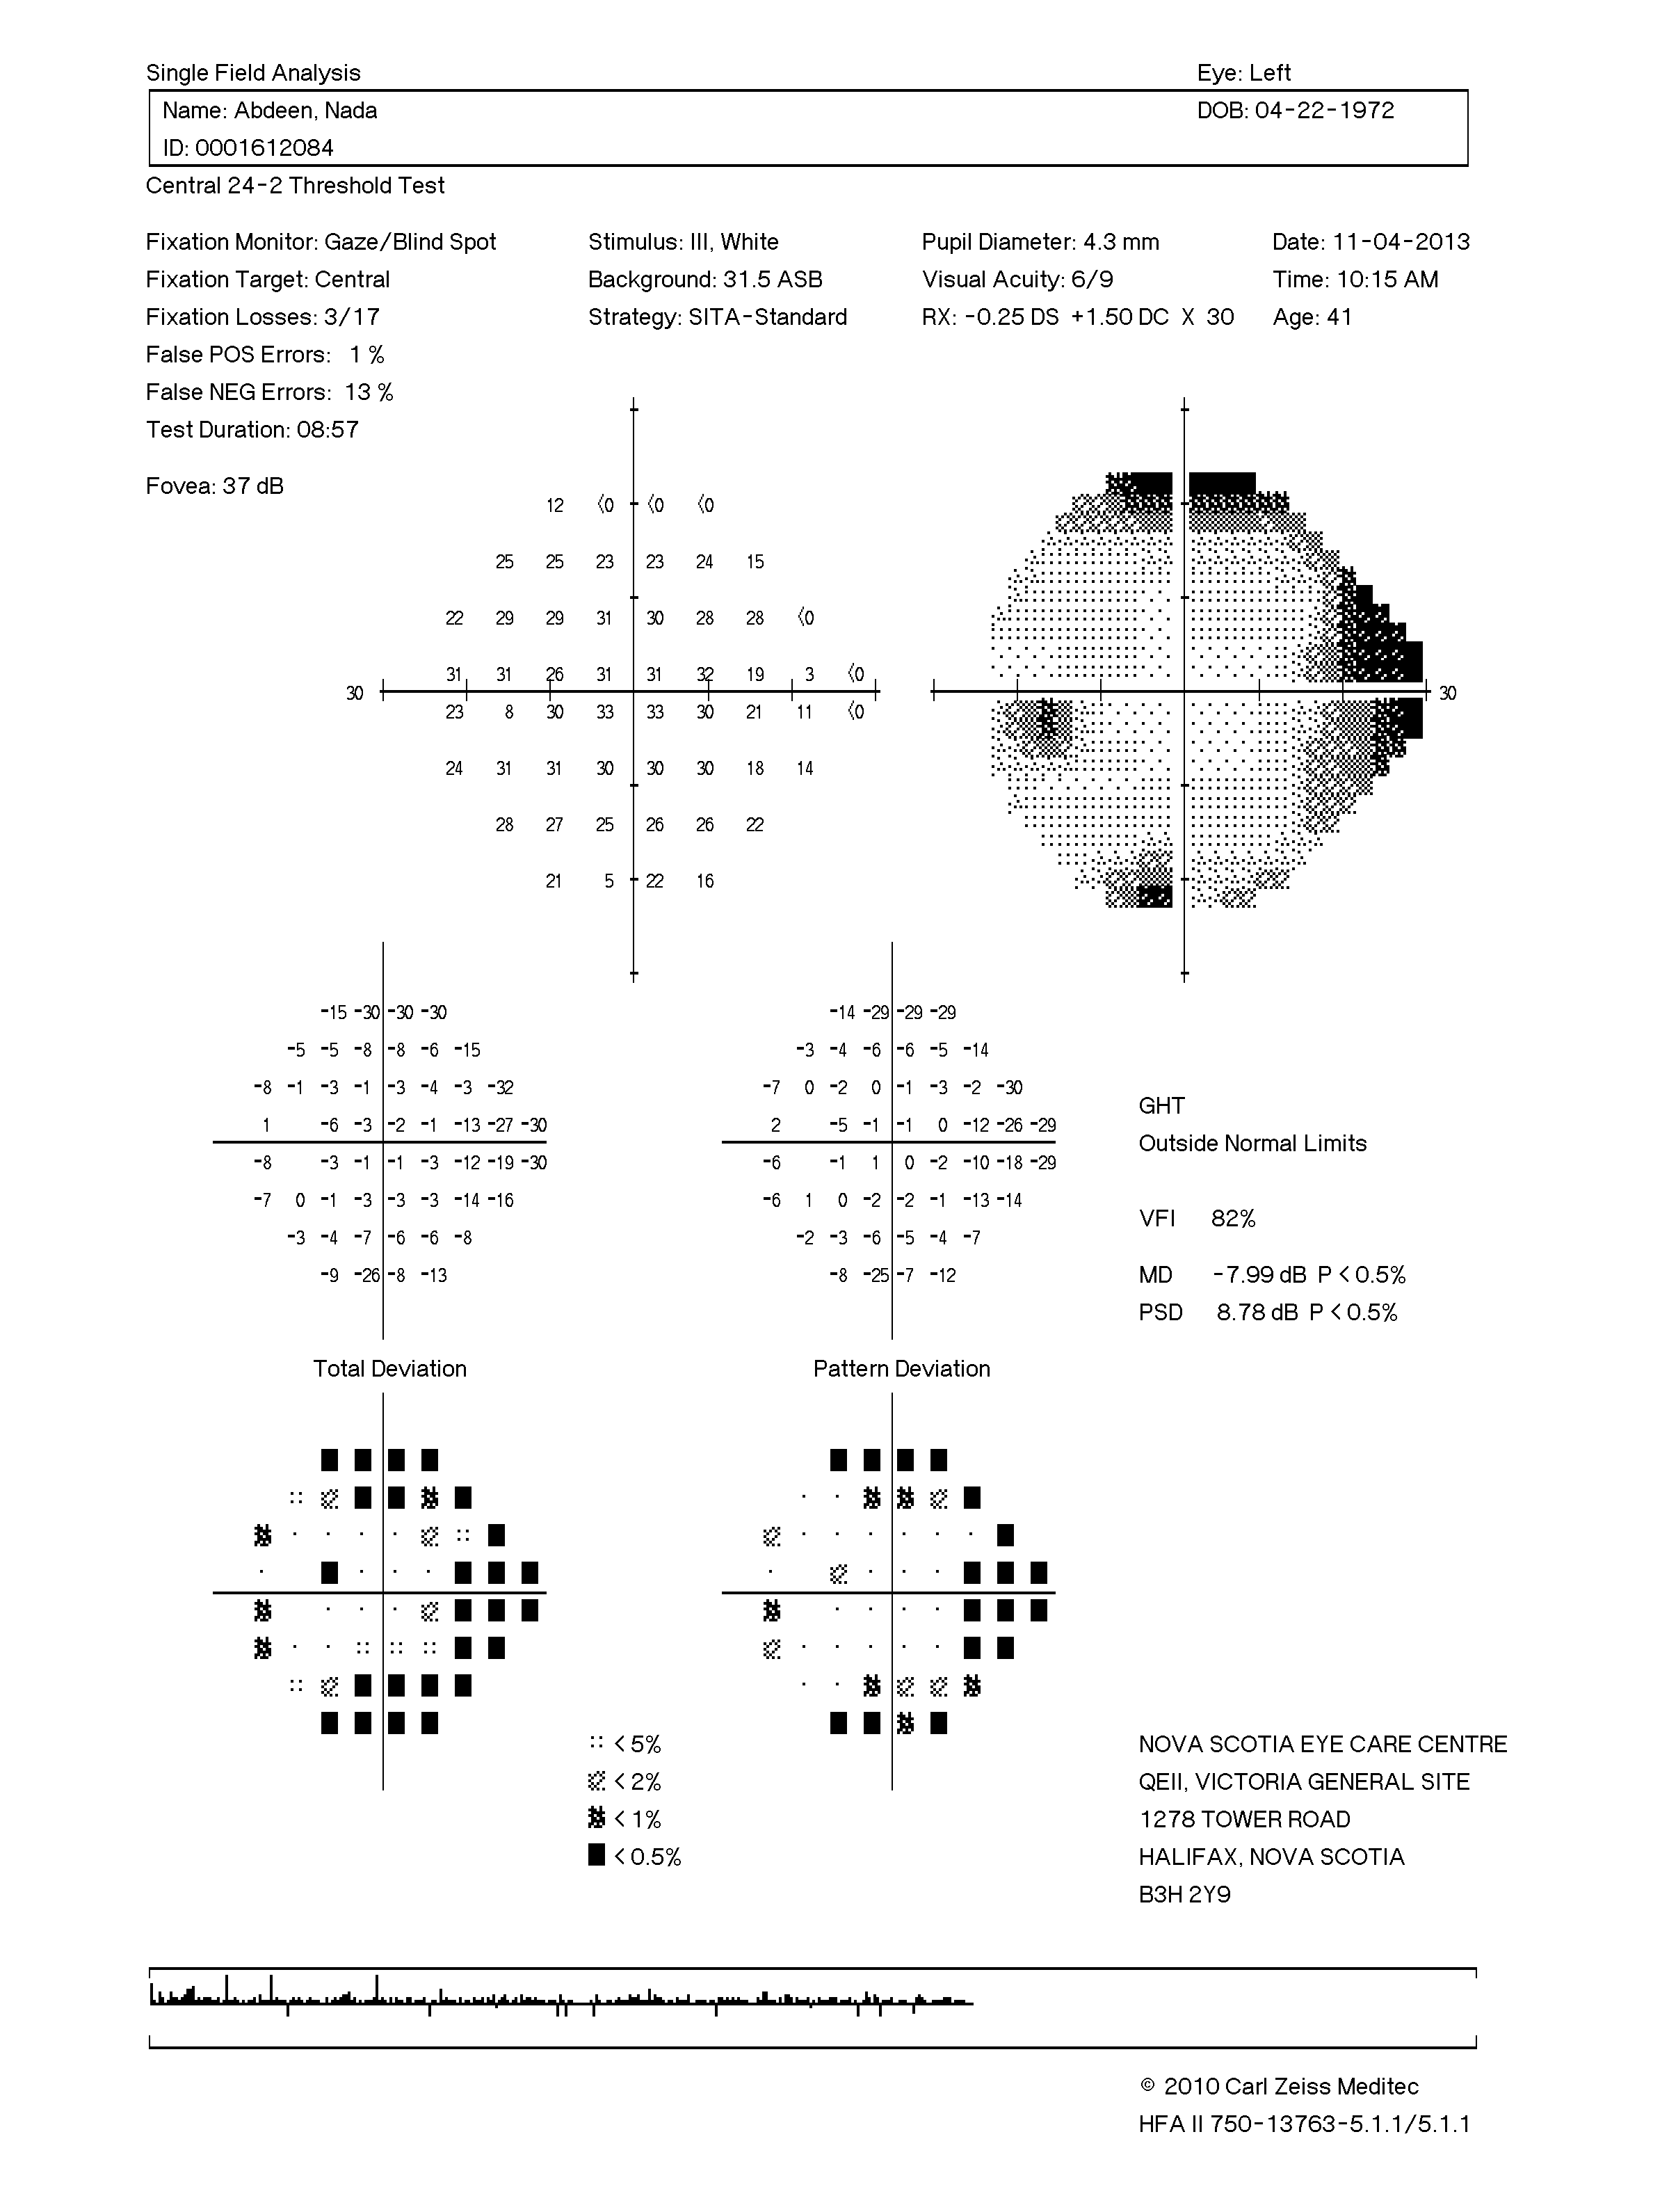 Single Field Analysis Eye: Left
Name: Abdeen, Nada DOB: 04-22-1972
ID: 0001612084
Central 24-2 Threshold Test
Fixation Monitor: Gaze/Blind Spot Stimulus: III, White Pupil Diameter: 4.3 mm Date: 11-04-2013
Fixation Target: Central Background: 31.5 ASB Visual Acuity: 6/9 Time: 10:15 AM
Fixation Losses: 3/17 Strategy: SITA-Standard RX: -0.25 DS +1.50 DC X 30 Age: 41
False POS Errors: 1 %
False NEG Errors: 13 %
Test Duration: 08:57
Fovea: 37 dB
12 <0 <0 <0
25 25 23 23 24 15
22 29 29 31 30 28 28 <0
31 31 26 31 31 32 19 3 <0
30 30
23 8 30 33 33 30 21 11 <0
24 31 31 30 30 30 18 14
28 27 25 26 26 22
21 5 22 16
-15 -30 -30 -30 -14 -29 -29 -29
-5 -5 -8 -8 -6 -15 -3 -4 -6 -6 -5 -14
-8 -1 -3 -1 -3 -4 -3 -32 -7 0 -2 0 -1 -3 -2 -30
1 -6 -3 -2 -1 -13 -27 -30 2 -5 -1 -1 0 -12 -26 -29
-8 -3 -1 -1 -3 -12 -19 -30 -6 -1 1 0 -2 -10 -18 -29
-7 0 -1 -3 -3 -3 -14 -16 -6 1 0 -2 -2 -1 -13 -14
-3 -4 -7 -6 -6 -8 -2 -3 -6 -5 -4 -7
-9 -26 -8 -13 -8 -25 -7 -12
GHT
Outside Normal Limits
VFI 82%
MD -7.99 dB P < 0.5%
PSD 8.78 dB P < 0.5%
Total Deviation Pattern Deviation
< 5%
< 2%
< 1%
< 0.5%
NOVA SCOTIA EYE CARE CENTRE
QEII, VICTORIA GENERAL SITE
1278 TOWER ROAD
HALIFAX, NOVA SCOTIA
B3H 2Y9
© 2010 Carl Zeiss Meditec
HFA II 750-13763-5.1.1/5.1.1